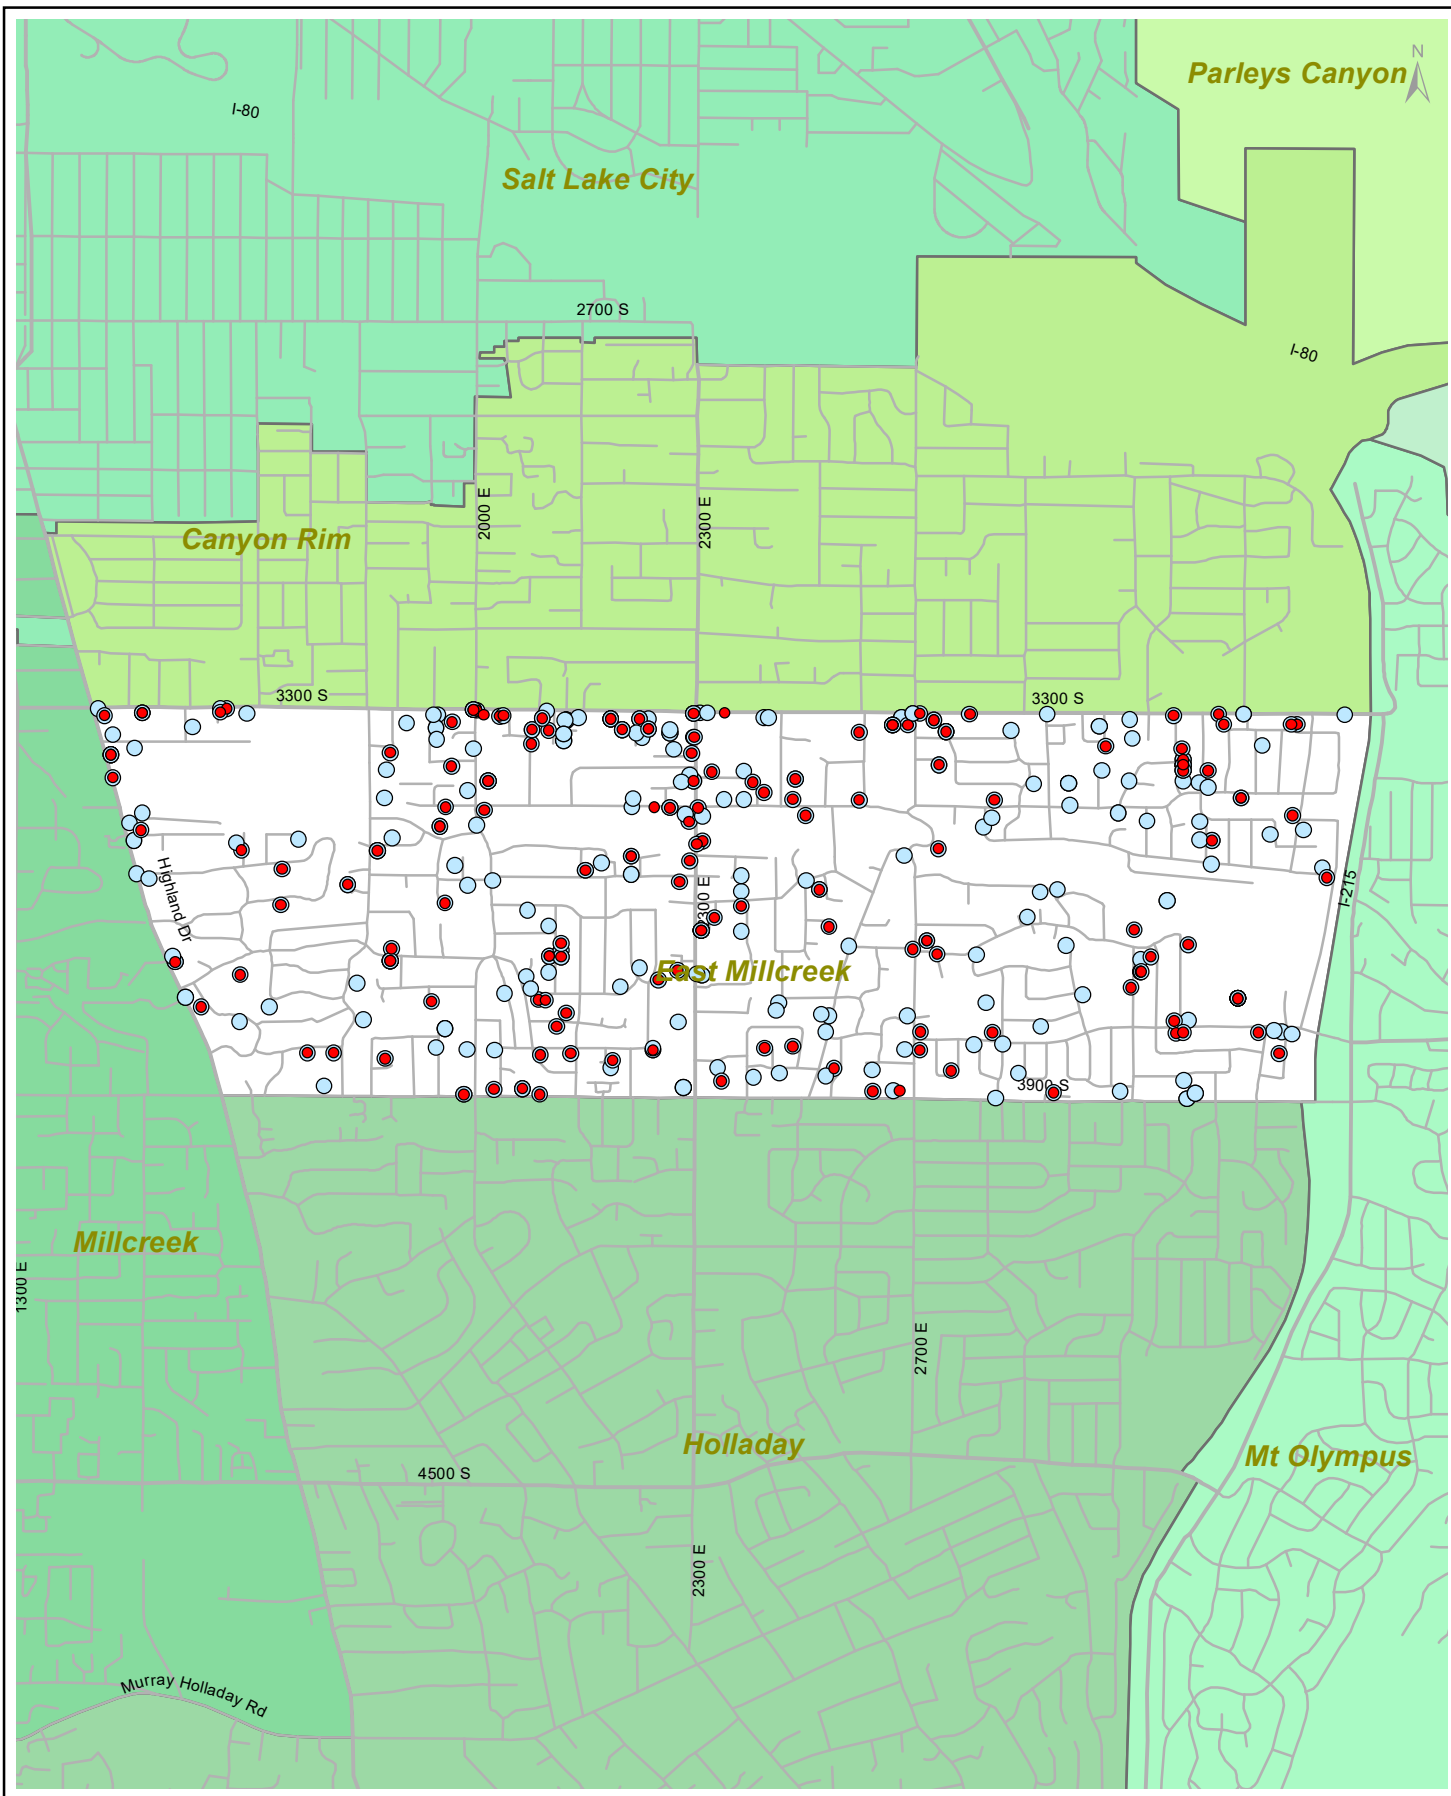 Parleys Canyon
N
I-80
Salt Lake City
2700 S
I-80
2000 E
2300 E
Canyon Rim
3300 S
3300 S
Highland Dr
2300 E
I-215
East Millcreek
3900 S
Millcreek
1300 E
2700 E
Holladay
Mt Olympus
4500 S
2300 E
Murray Holladay Rd